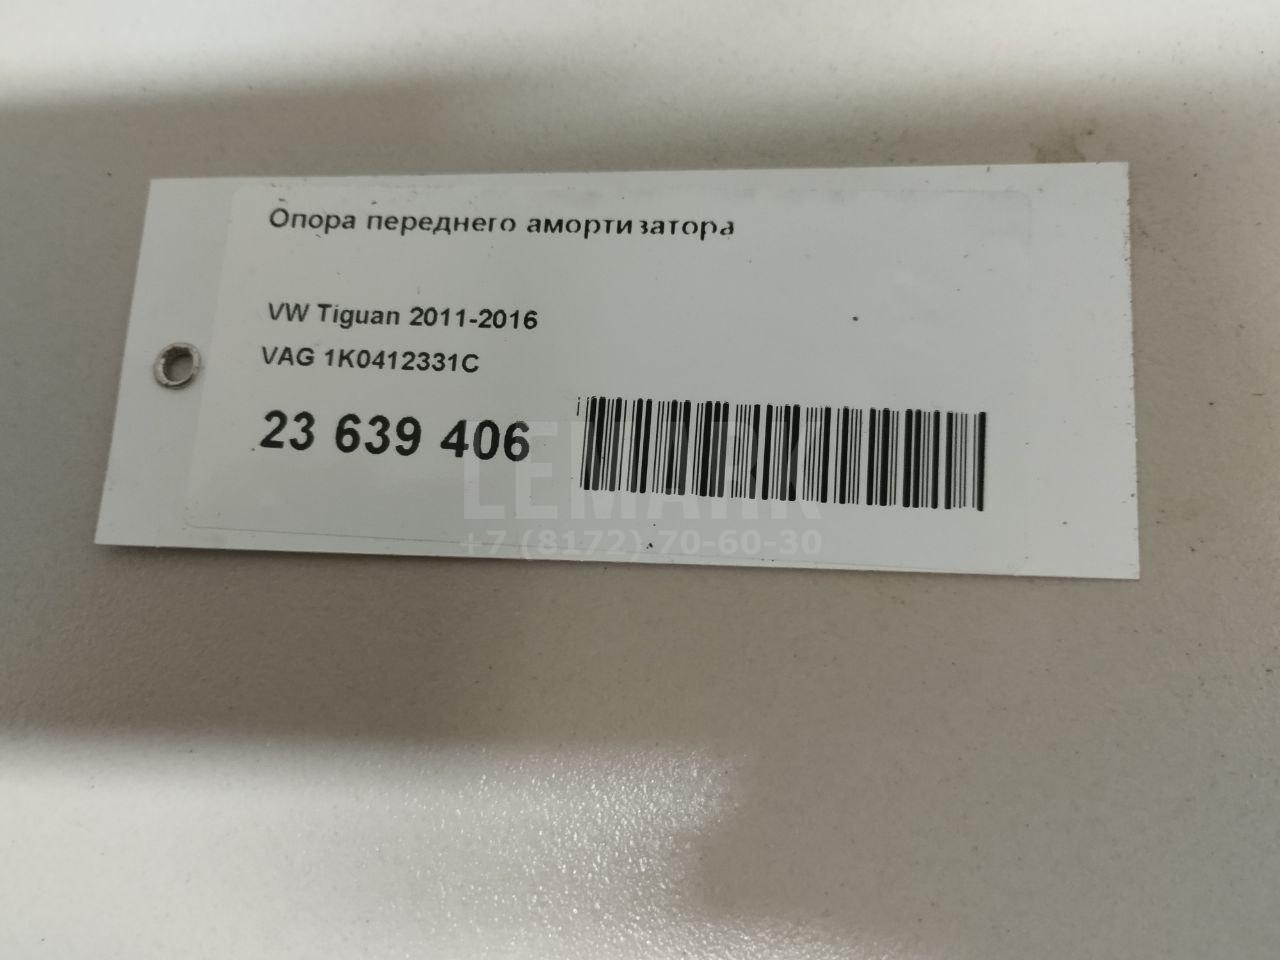 Опора переднего амортизатора
VW Tiguan 2011-2016
VAG 1K0412331C
23 639 406
LEMARK
+7 (8172) 70-60-30